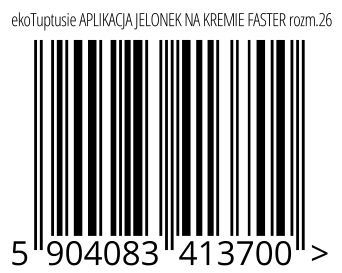 ekoTuptusie APLIKACJA JELONEK NA KREMIE FASTER rozm.26
5 904083 413700 >